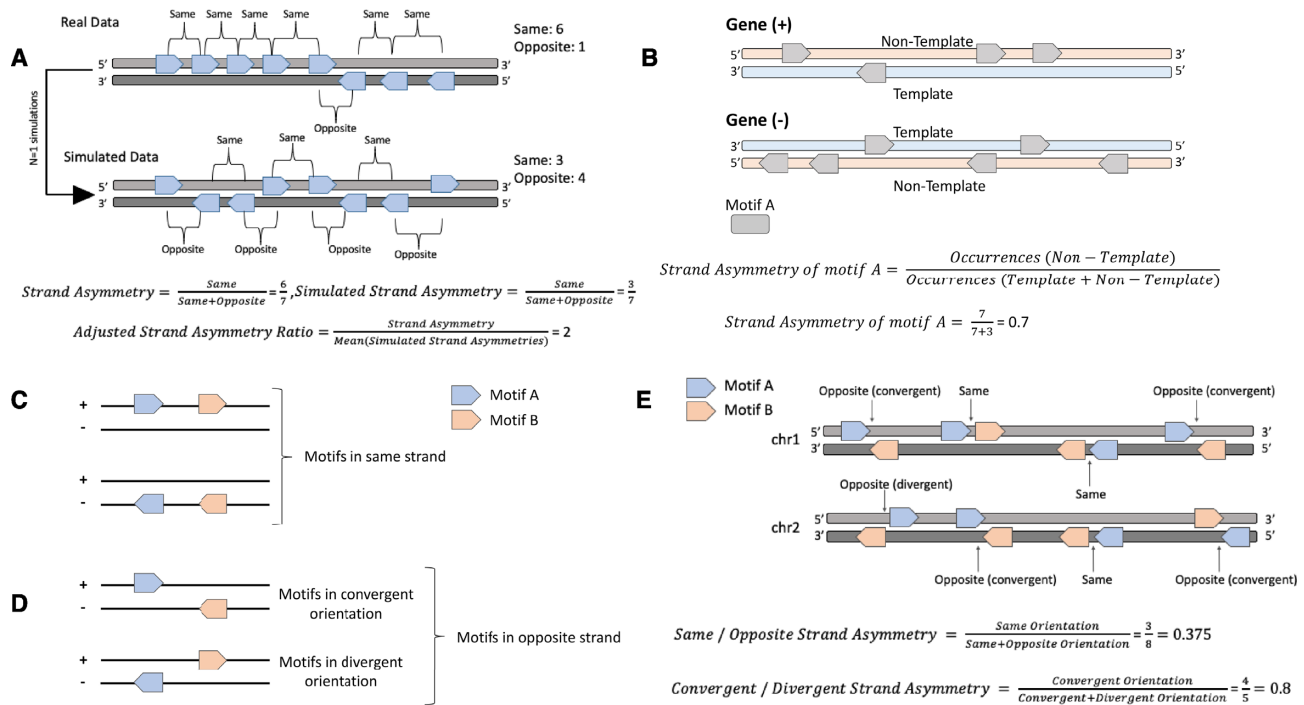 A
Real Data
Same Same Same Same Same Same
Same: 6
Opposite: 1
5′ 3′
3′ 5′
Opposite
N=1 simulations
Simulated Data
Same Same Same
Same: 3
Opposite: 4
5′ 3′
3′ 5′
Opposite Opposite Opposite Opposite
Strand Asymmetry = Same / Same+Opposite = 6/7 , Simulated Strand Asymmetry = Same / Same+Opposite = 3/7
Adjusted Strand Asymmetry Ratio = Strand Asymmetry / Mean(Simulated Strand Asymmetries) = 2
B
Gene (+)
Non-Template
5′ 3′
3′ 5′
Template
Gene (-)
Template
3′ 5′
5′ 3′
Non-Template
Motif A
Strand Asymmetry of motif A = Occurrences (Non − Template) / Occurrences (Template + Non − Template)
Strand Asymmetry of motif A = 7 / 7+3 = 0.7
C
+
-
+
-
Motifs in same strand
Motif A
Motif B
D
+
-
Motifs in convergent
orientation
+
-
Motifs in divergent
orientation
Motifs in opposite strand
E
Motif A
Motif B
Opposite (convergent) Same Opposite (convergent)
chr1
5′ 3′
3′ 5′
Same
Opposite (divergent)
chr2
5′ 3′
3′ 5′
Opposite (convergent) Same Opposite (convergent)
Same / Opposite Strand Asymmetry = Same Orientation / Same+Opposite Orientation = 3/8 = 0.375
Convergent / Divergent Strand Asymmetry = Convergent Orientation / Convergent+Divergent Orientation = 4/5 = 0.8